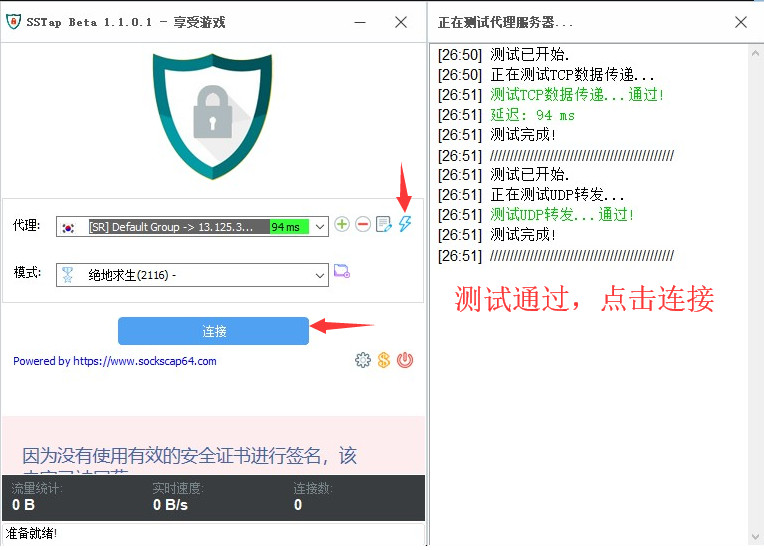 SSTap Beta 1.1.0.1 - 享受游戏
代理:
[SR] Default Group -> 13.125.3...
94 ms
模式:
绝地求生(2116) -
连接
Powered by https://www.sockscap64.com
因为没有使用有效的安全证书进行签名，该
流量统计:
实时速度:
连接数:
0 B
0 B/s
0
准备就绪!
正在测试代理服务器...
[26:50] 测试已开始.
[26:50] 正在测试TCP数据传递...
[26:51] 测试TCP数据传递...通过!
[26:51] 延迟: 94 ms
[26:51] 测试完成!
[26:51] //////////////////////////////////////////////
[26:51] 测试已开始.
[26:51] 正在测试UDP转发...
[26:51] 测试UDP转发...通过!
[26:51] 测试完成!
[26:51] //////////////////////////////////////////////
测试通过，点击连接